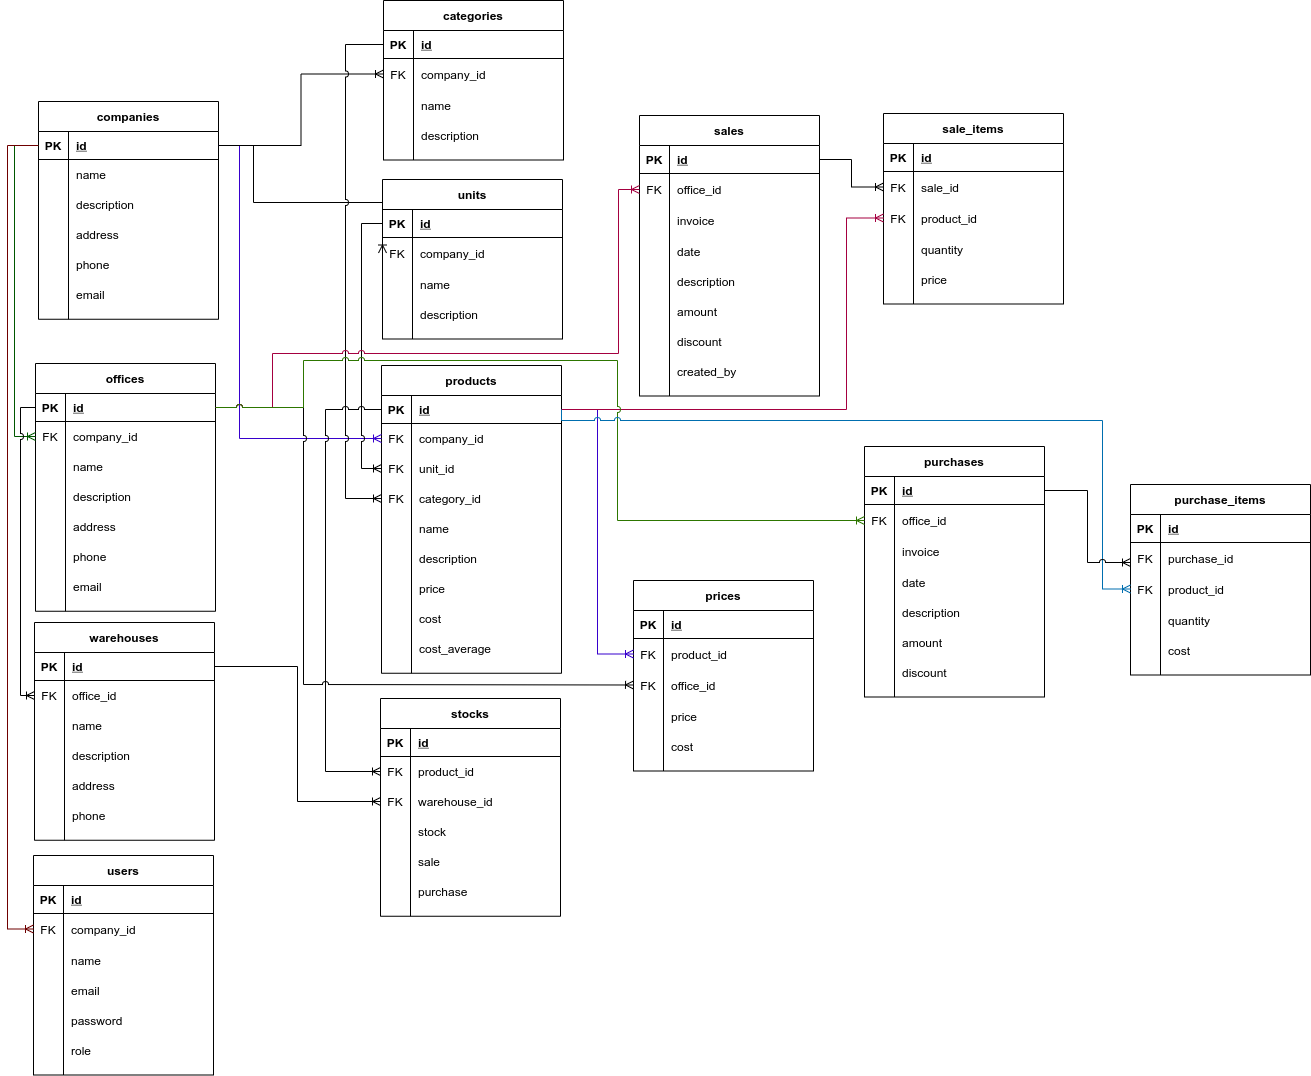 categories
PK id
FK company_id
name
description
companies
PK id
name
description
address
phone
email
units
PK id
FK company_id
name
description
sales
PK id
FK office_id
invoice
date
description
amount
discount
created_by
sale_items
PK id
FK sale_id
FK product_id
quantity
price
offices
PK id
FK company_id
name
description
address
phone
email
products
PK id
FK company_id
FK unit_id
FK category_id
name
description
price
cost
cost_average
purchases
PK id
FK office_id
invoice
date
description
amount
discount
purchase_items
PK id
FK purchase_id
FK product_id
quantity
cost
prices
PK id
FK product_id
FK office_id
price
cost
warehouses
PK id
FK office_id
name
description
address
phone
stocks
PK id
FK product_id
FK warehouse_id
stock
sale
purchase
users
PK id
FK company_id
name
email
password
role